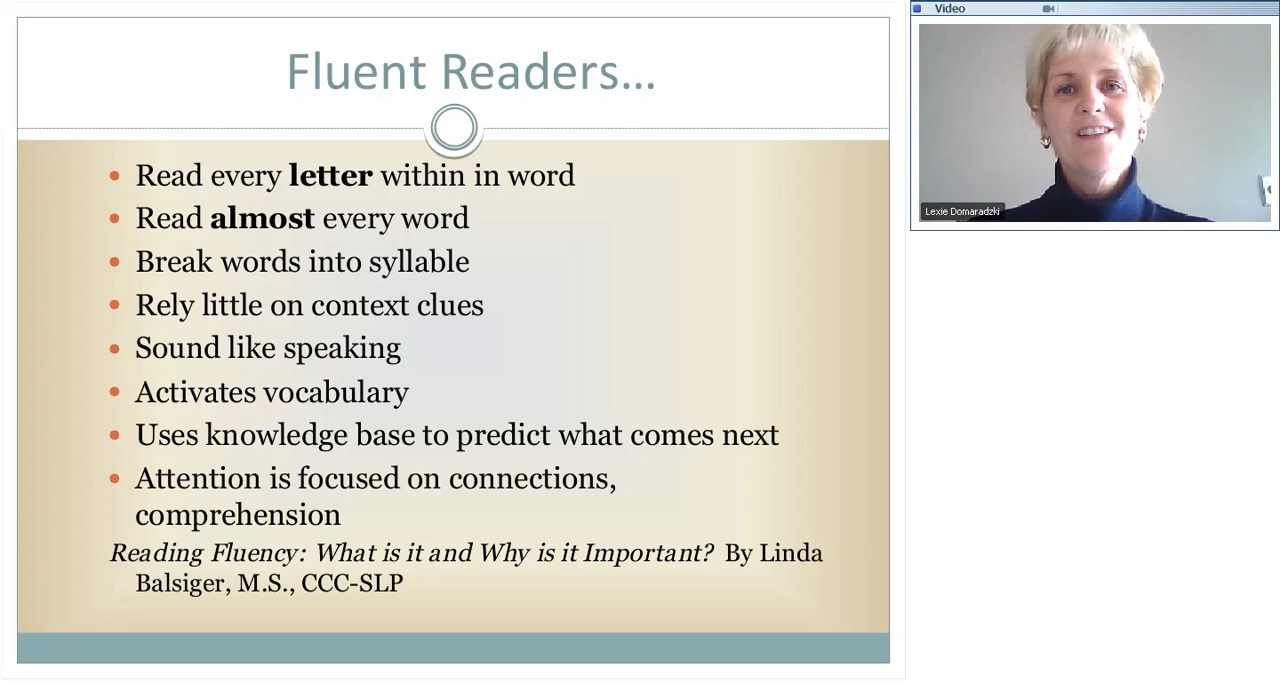 Fluent Readers…
• Read every letter within in word
• Read almost every word
• Break words into syllable
• Rely little on context clues
• Sound like speaking
• Activates vocabulary
• Uses knowledge base to predict what comes next
• Attention is focused on connections,
comprehension
Reading Fluency: What is it and Why is it Important? By Linda
Balsiger, M.S., CCC-SLP
Video
Lexie Domaradzki